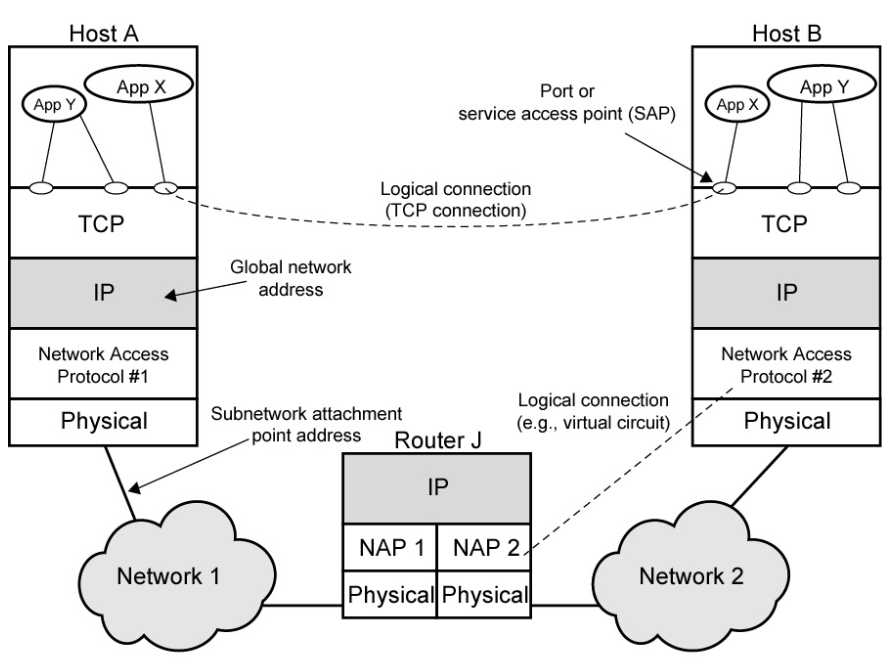 Host A
App Y
App X
TCP
IP
Network Access
Protocol #1
Physical
Host B
App X
App Y
TCP
IP
Network Access
Protocol #2
Physical
Port or
service access point (SAP)
Logical connection
(TCP connection)
Global network
address
Subnetwork attachment
point address
Logical connection
(e.g., virtual circuit)
Router J
IP
NAP 1
NAP 2
Physical
Physical
Network 1
Network 2